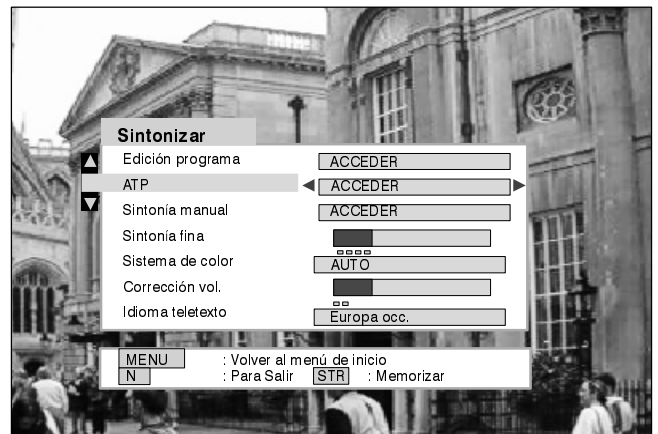 Sintonizar
Edición programa ACCEDER
ATP ACCEDER
Sintonía manual ACCEDER
Sintonía fina
Sistema de color AUTO
Corrección vol.
Idioma teletexto Europa occ.
MENU : Volver al menú de inicio
N : Para Salir STR : Memorizar